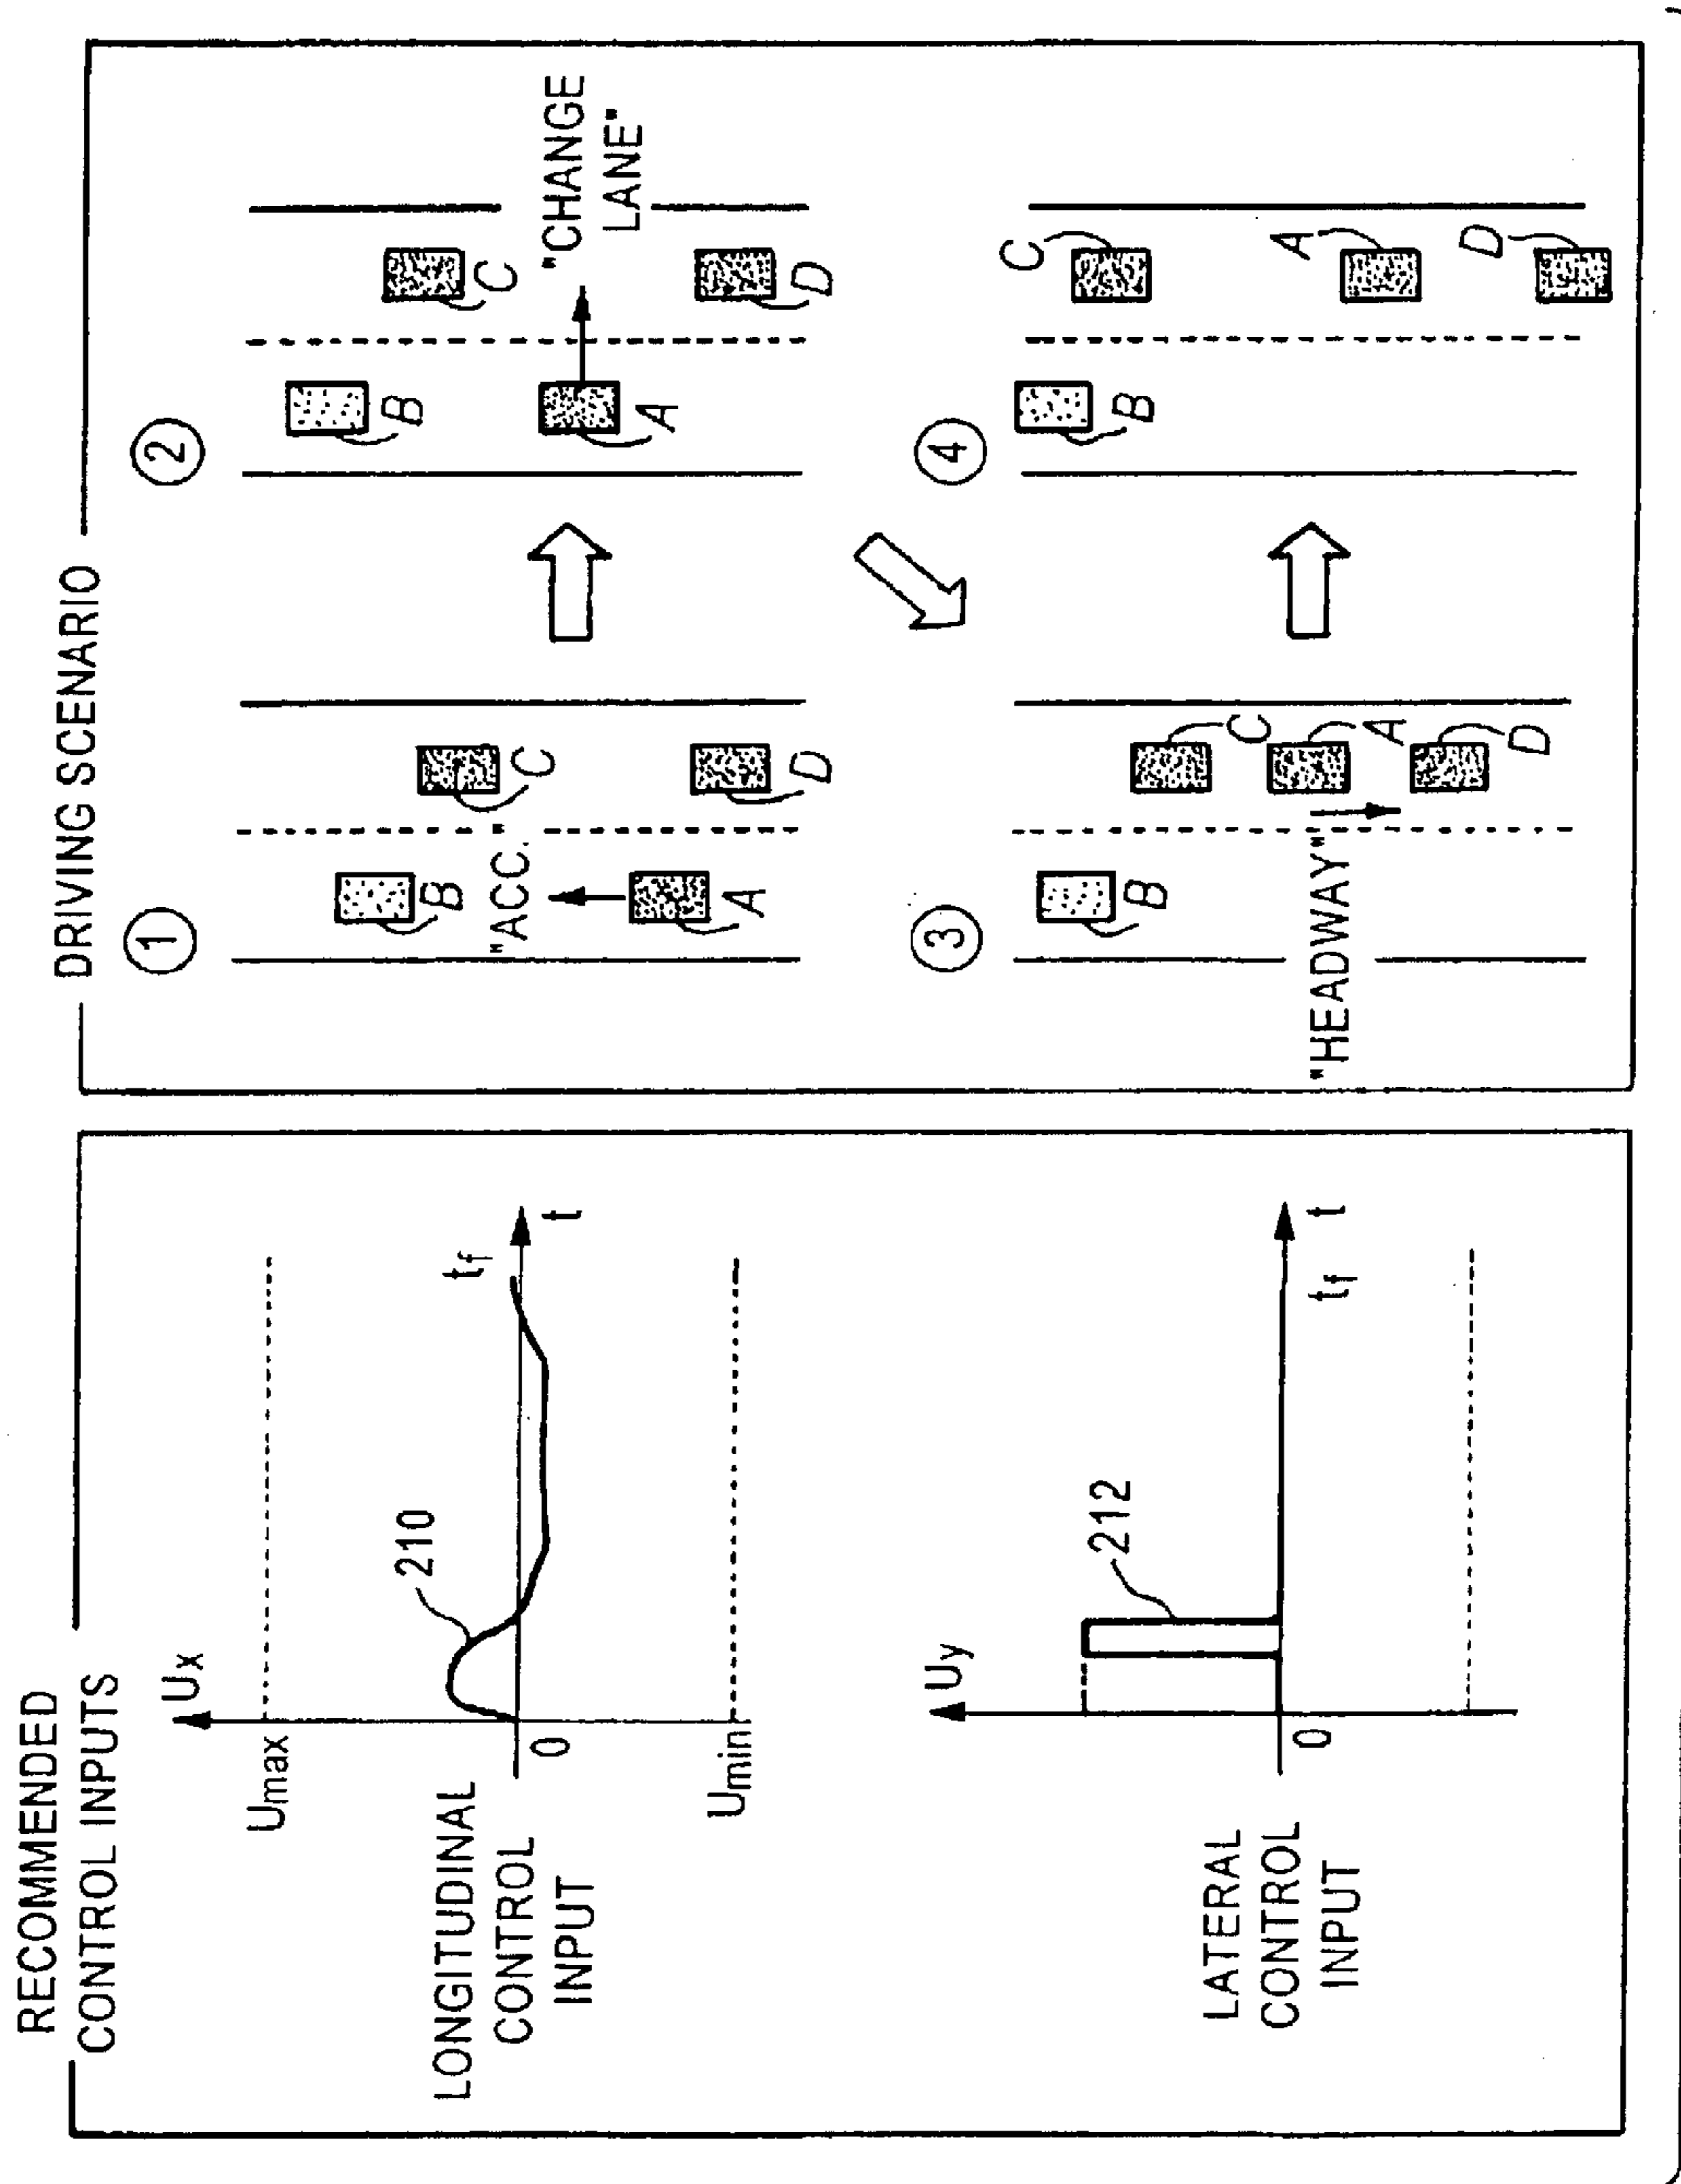 RECOMMENDED
CONTROL INPUTS
LONGITUDINAL
CONTROL
INPUT
Ux
Umax
0
Umin
210
tf
t
LATERAL
CONTROL
INPUT
Uy
0
212
tf
t
DRIVING SCENARIO
1
B
"ACC."
A
C
D
2
B
A
C
"CHANGE
LANE"
D
3
B
"HEADWAY"
C
A
D
4
B
C
A
D